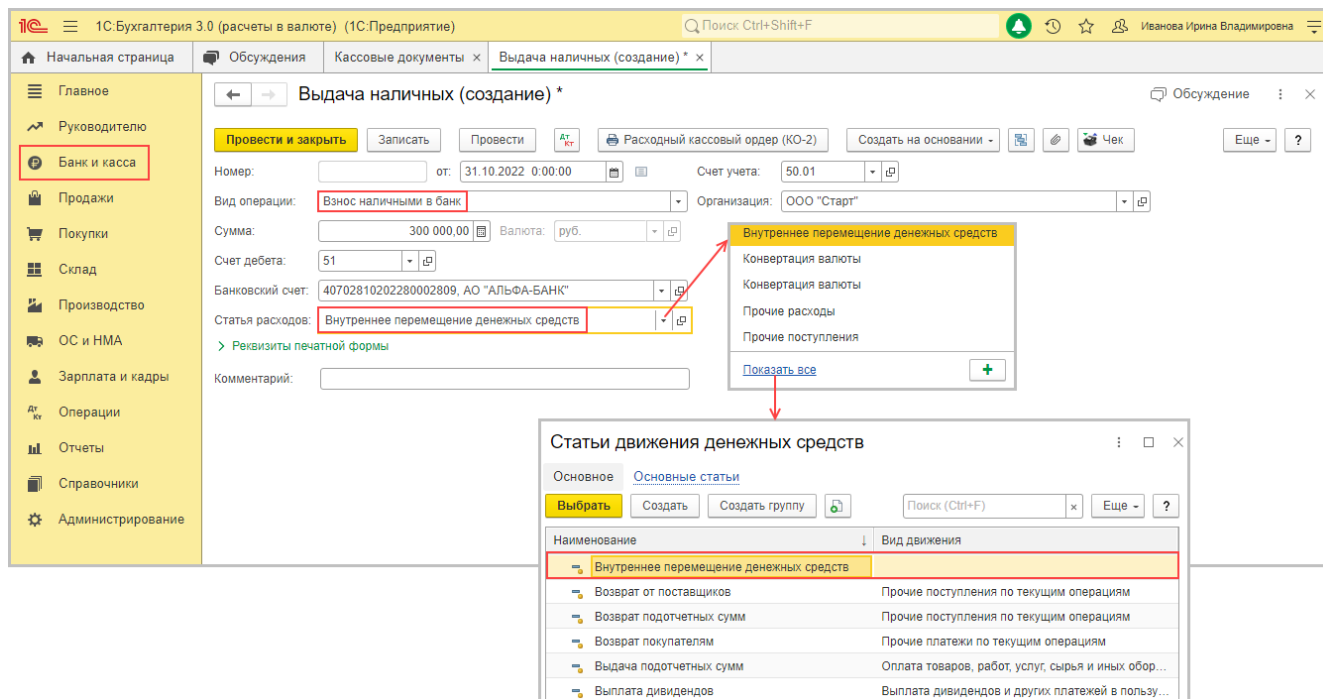 1С:Бухгалтерия 3.0 (расчеты в валюте) (1С:Предприятие) Поиск Ctrl+Shift+F Иванова Ирина Владимировна
Начальная страница Обсуждения Кассовые документы × Выдача наличных (создание) * ×
Главное
Руководителю
Банк и касса
Продажи
Покупки
Склад
Производство
ОС и НМА
Зарплата и кадры
Операции
Отчеты
Справочники
Администрирование
Выдача наличных (создание) * Обсуждение
Провести и закрыть Записать Провести Дт Кт Расходный кассовый ордер (КО-2) Создать на основании Чек Еще ?
Номер: от: 31.10.2022 0:00:00 Счет учета: 50.01
Вид операции: Взнос наличными в банк Организация: ООО "Старт"
Сумма: 300 000,00 Валюта: руб.
Счет дебета: 51
Банковский счет: 40702810202280002809, АО "АЛЬФА-БАНК"
Статья расходов: Внутреннее перемещение денежных средств
Реквизиты печатной формы
Комментарий:
Внутреннее перемещение денежных средств
Конвертация валюты
Конвертация валюты
Прочие расходы
Прочие поступления
Показать все +
Статьи движения денежных средств
Основное Основные статьи
Выбрать Создать Создать группу Поиск (Ctrl+F) × Еще ?
Наименование ↓ Вид движения
Внутреннее перемещение денежных средств
Возврат от поставщиков Прочие поступления по текущим операциям
Возврат подотчетных сумм Прочие поступления по текущим операциям
Возврат покупателям Прочие платежи по текущим операциям
Выдача подотчетных сумм Оплата товаров, работ, услуг, сырья и иных обор...
Выплата дивидендов Выплата дивидендов и других платежей в пользу...